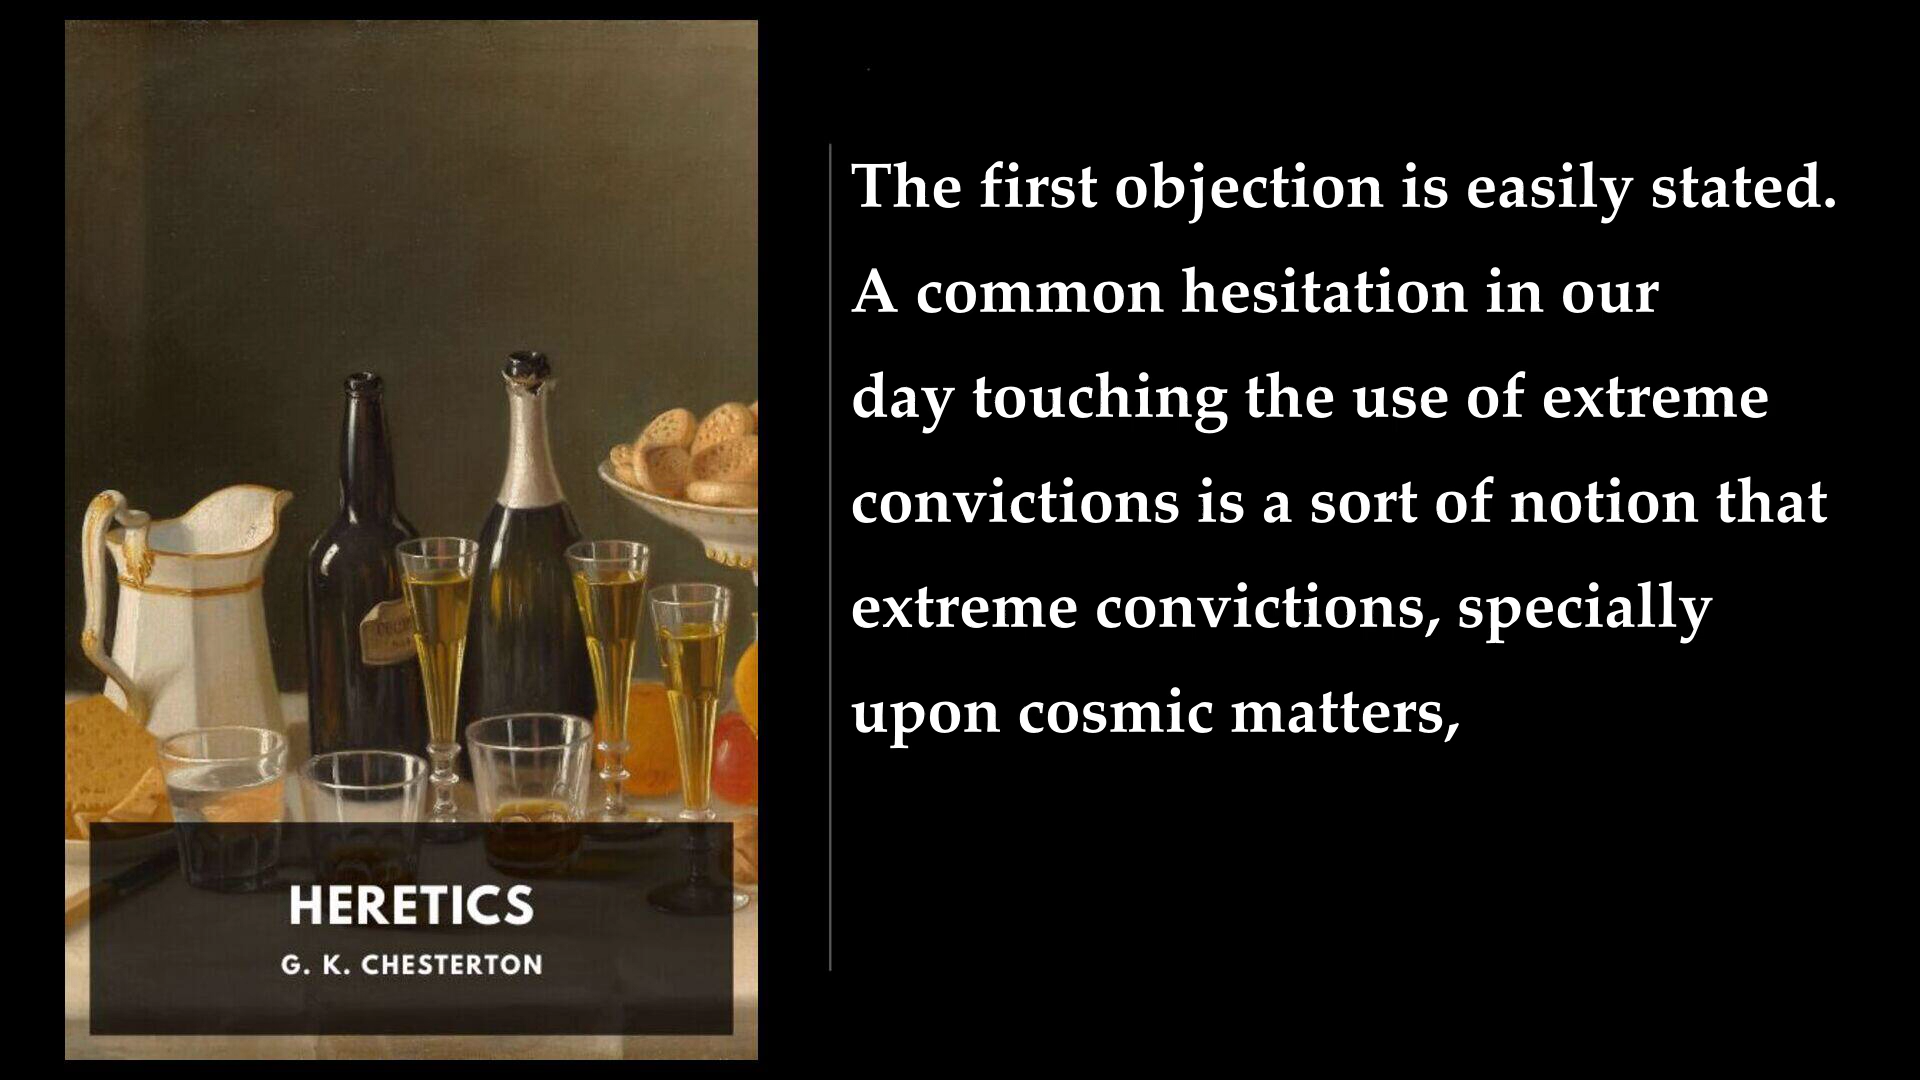 The first objection is easily stated.
A common hesitation in our
day touching the use of extreme
convictions is a sort of notion that
extreme convictions, specially
upon cosmic matters,
HERETICS
G. K. CHESTERTON